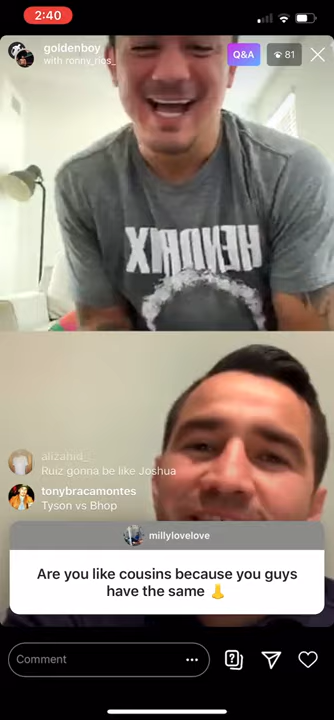 2:40
goldenboy
with ronny_rios_
Q&A
81
HENDRIX
alizahid_
Ruiz gonna be like Joshua
tonybracamontes
Tyson vs Bhop
millylovelove
Are you like cousins because you guys
have the same 👃
Comment